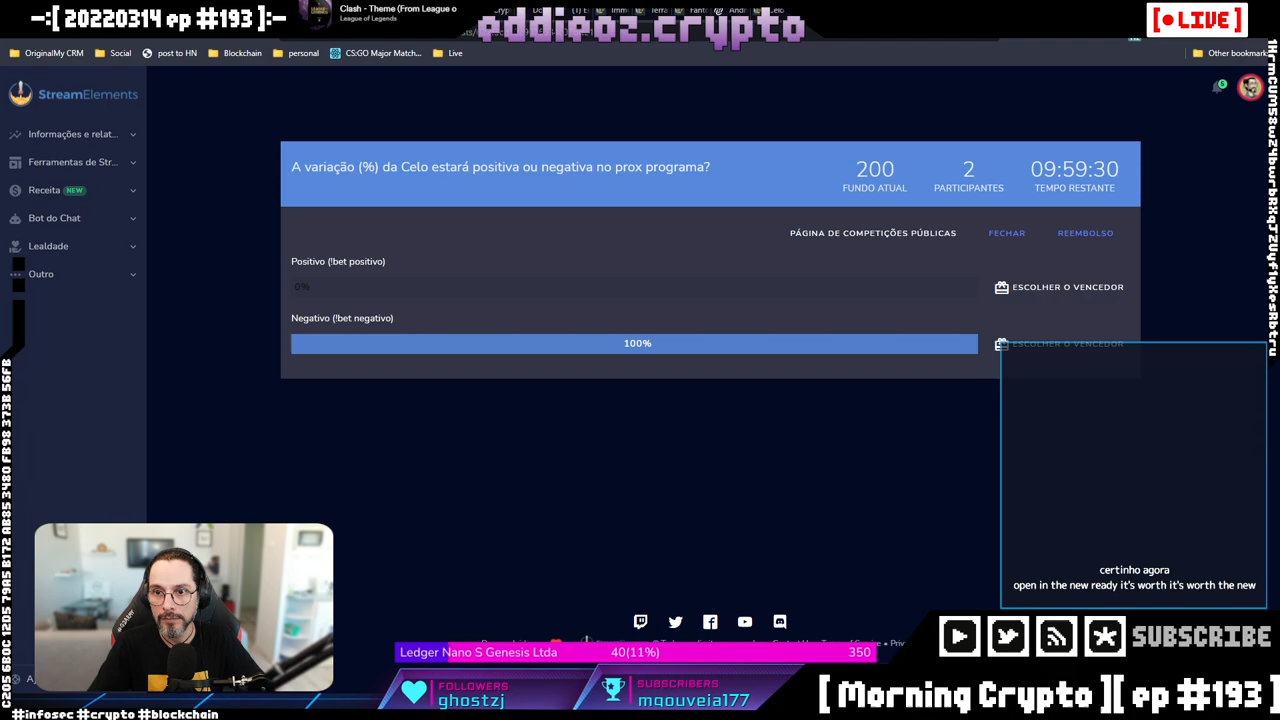 -:[ 20220314 ep #193 ]:-
Clash - Theme (From League o
League of Legends
eddieoz.crypto
[● LIVE]
OriginalMy CRM
Social
post to HN
Blockchain
personal
CS:GO Major Match...
Live
Other bookmark
StreamElements
5
Informações e relat...
Ferramentas de Str...
Receita NEW
Bot do Chat
Lealdade
Outro
A variação (%) da Celo estará positiva ou negativa no prox programa?
200
FUNDO ATUAL
2
PARTICIPANTES
09:59:30
TEMPO RESTANTE
PÁGINA DE COMPETIÇÕES PÚBLICAS
FECHAR
REEMBOLSO
Positivo (!bet positivo)
0%
ESCOLHER O VENCEDOR
Negativo (!bet negativo)
100%
ESCOLHER O VENCEDOR
certinho agora
open in the new ready it's worth it's worth the new
Ledger Nano S Genesis Ltda
40(11%)
350
FOLLOWERS
ghostzj
SUBSCRIBERS
mgouveia177
SUBSCRIBE
[ Morning Crypto ][ ep #193 ]
#infosec #crypto #blockchain